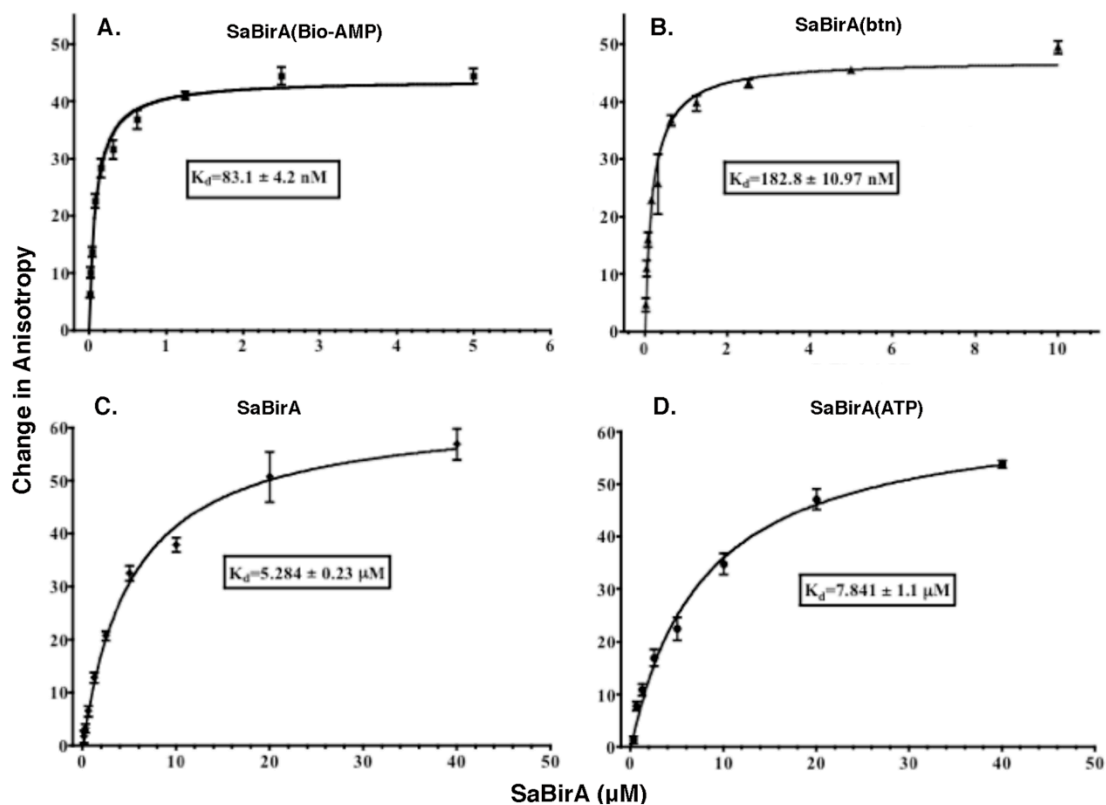 A.
SaBirA(Bio-AMP)
50
40
30
20
10
0
Kd=83.1 ± 4.2 nM
0 1 2 3 4 5 6
B.
SaBirA(btn)
50
40
30
20
10
0
Kd=182.8 ± 10.97 nM
0 2 4 6 8 10
Change in Anisotropy
C.
SaBirA
60
50
40
30
20
10
0
Kd=5.284 ± 0.23 µM
0 10 20 30 40 50
D.
SaBirA(ATP)
60
50
40
30
20
10
0
Kd=7.841 ± 1.1 µM
0 10 20 30 40 50
SaBirA (µM)